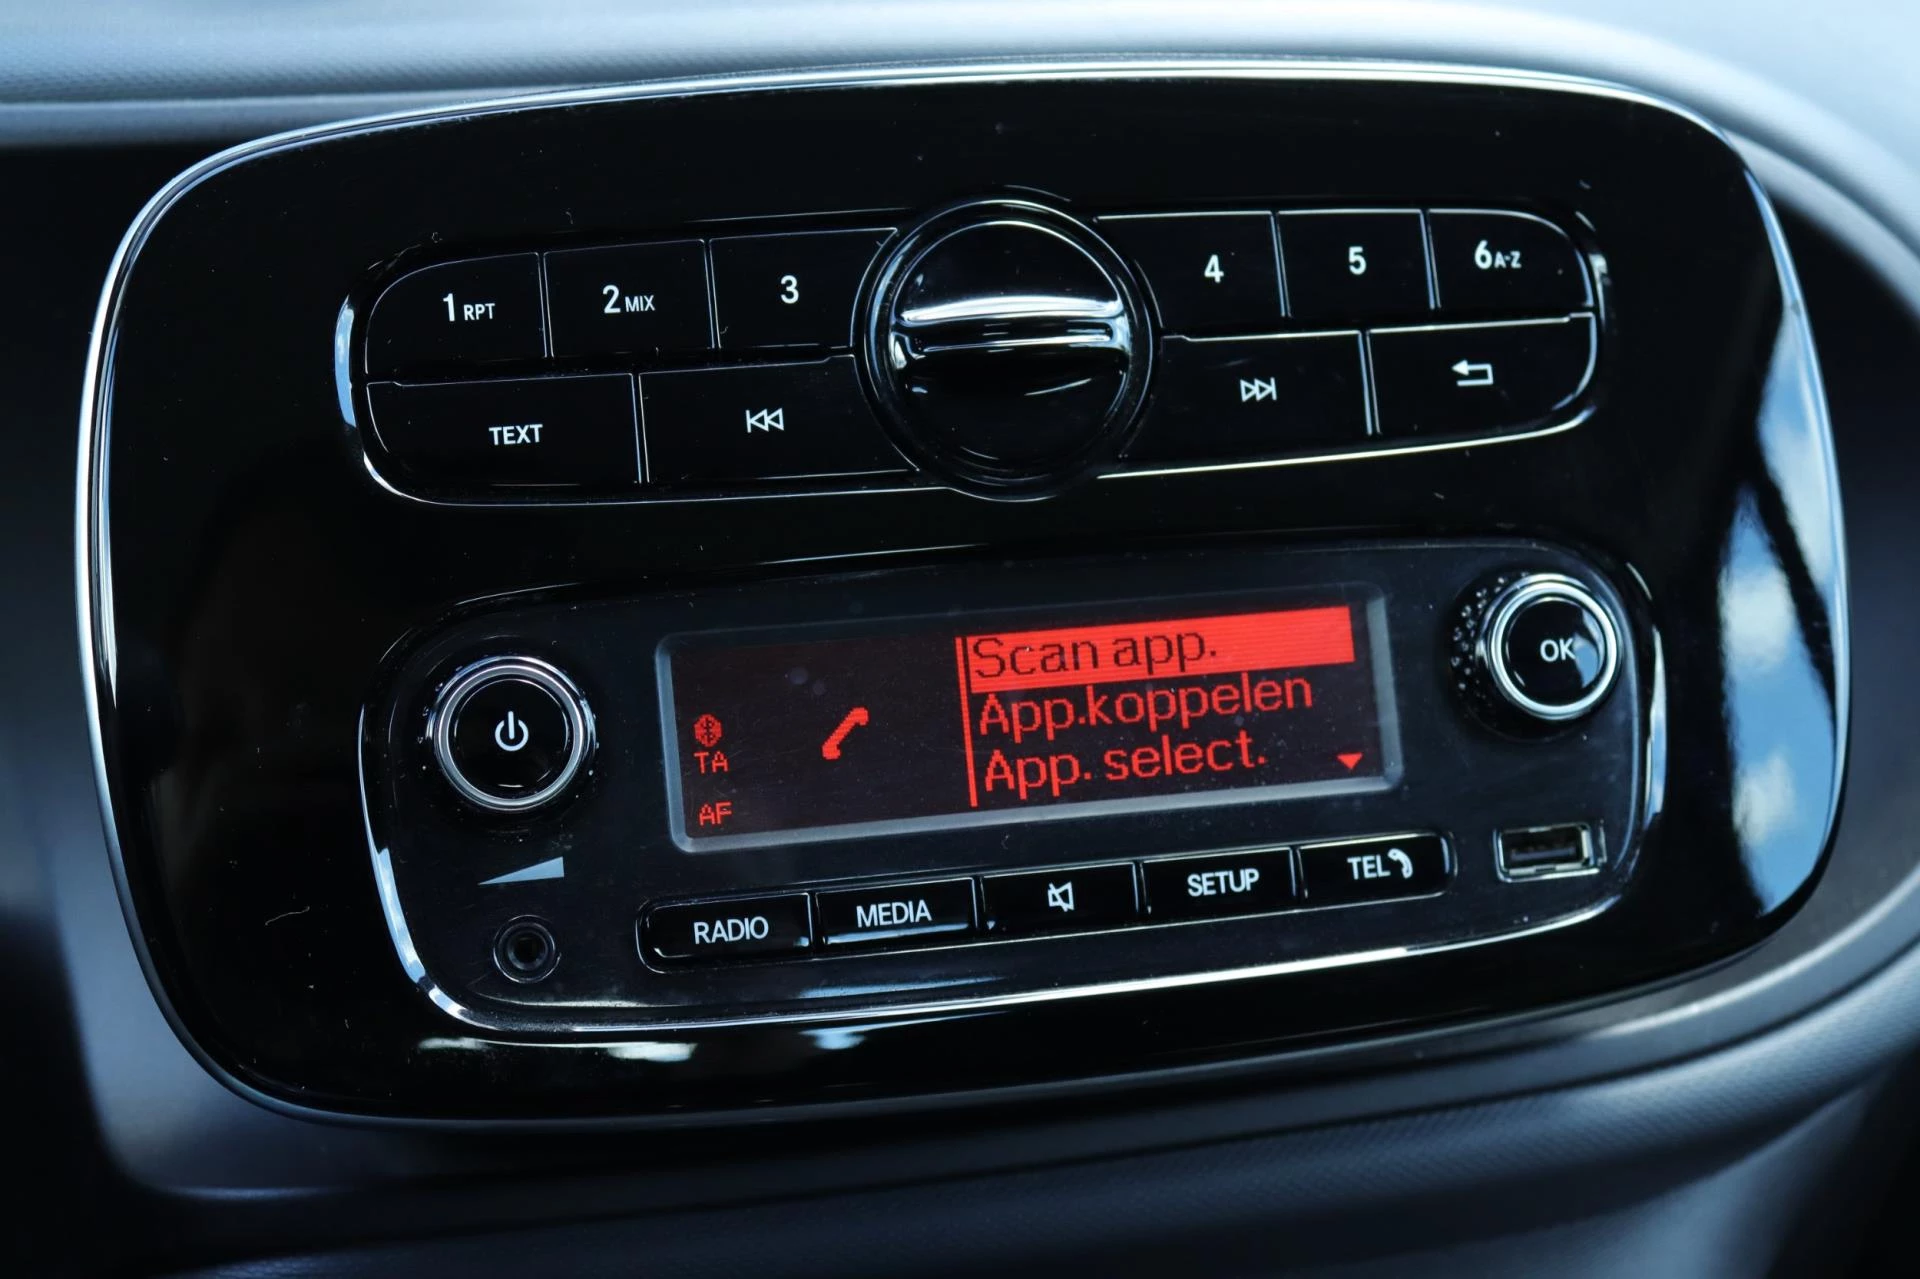 1 RPT
2 MIX
3
4
5
6 A-Z
TEXT
Scan app.
App.koppelen
App. select.
TA
AF
OK
RADIO
MEDIA
SETUP
TEL